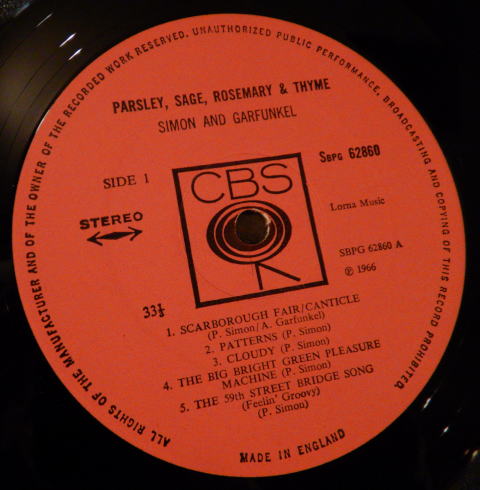 ALL RIGHTS OF THE MANUFACTURER AND OF THE OWNER OF THE RECORDED WORK RESERVED. UNAUTHORIZED PUBLIC PERFORMANCE, BROADCASTING AND COPYING OF THIS RECORD PROHIBITED.
PARSLEY, SAGE, ROSEMARY & THYME
SIMON AND GARFUNKEL
SBPG 62860
SIDE 1
CBS
Lorna Music
STEREO
SBPG 62860 A
℗ 1966
33⅓
1. SCARBOROUGH FAIR/CANTICLE
(P. Simon/A. Garfunkel)
2. PATTERNS (P. Simon)
3. CLOUDY (P. Simon)
4. THE BIG BRIGHT GREEN PLEASURE
MACHINE (P. Simon)
5. THE 59th STREET BRIDGE SONG
(Feelin' Groovy)
(P. Simon)
MADE IN ENGLAND